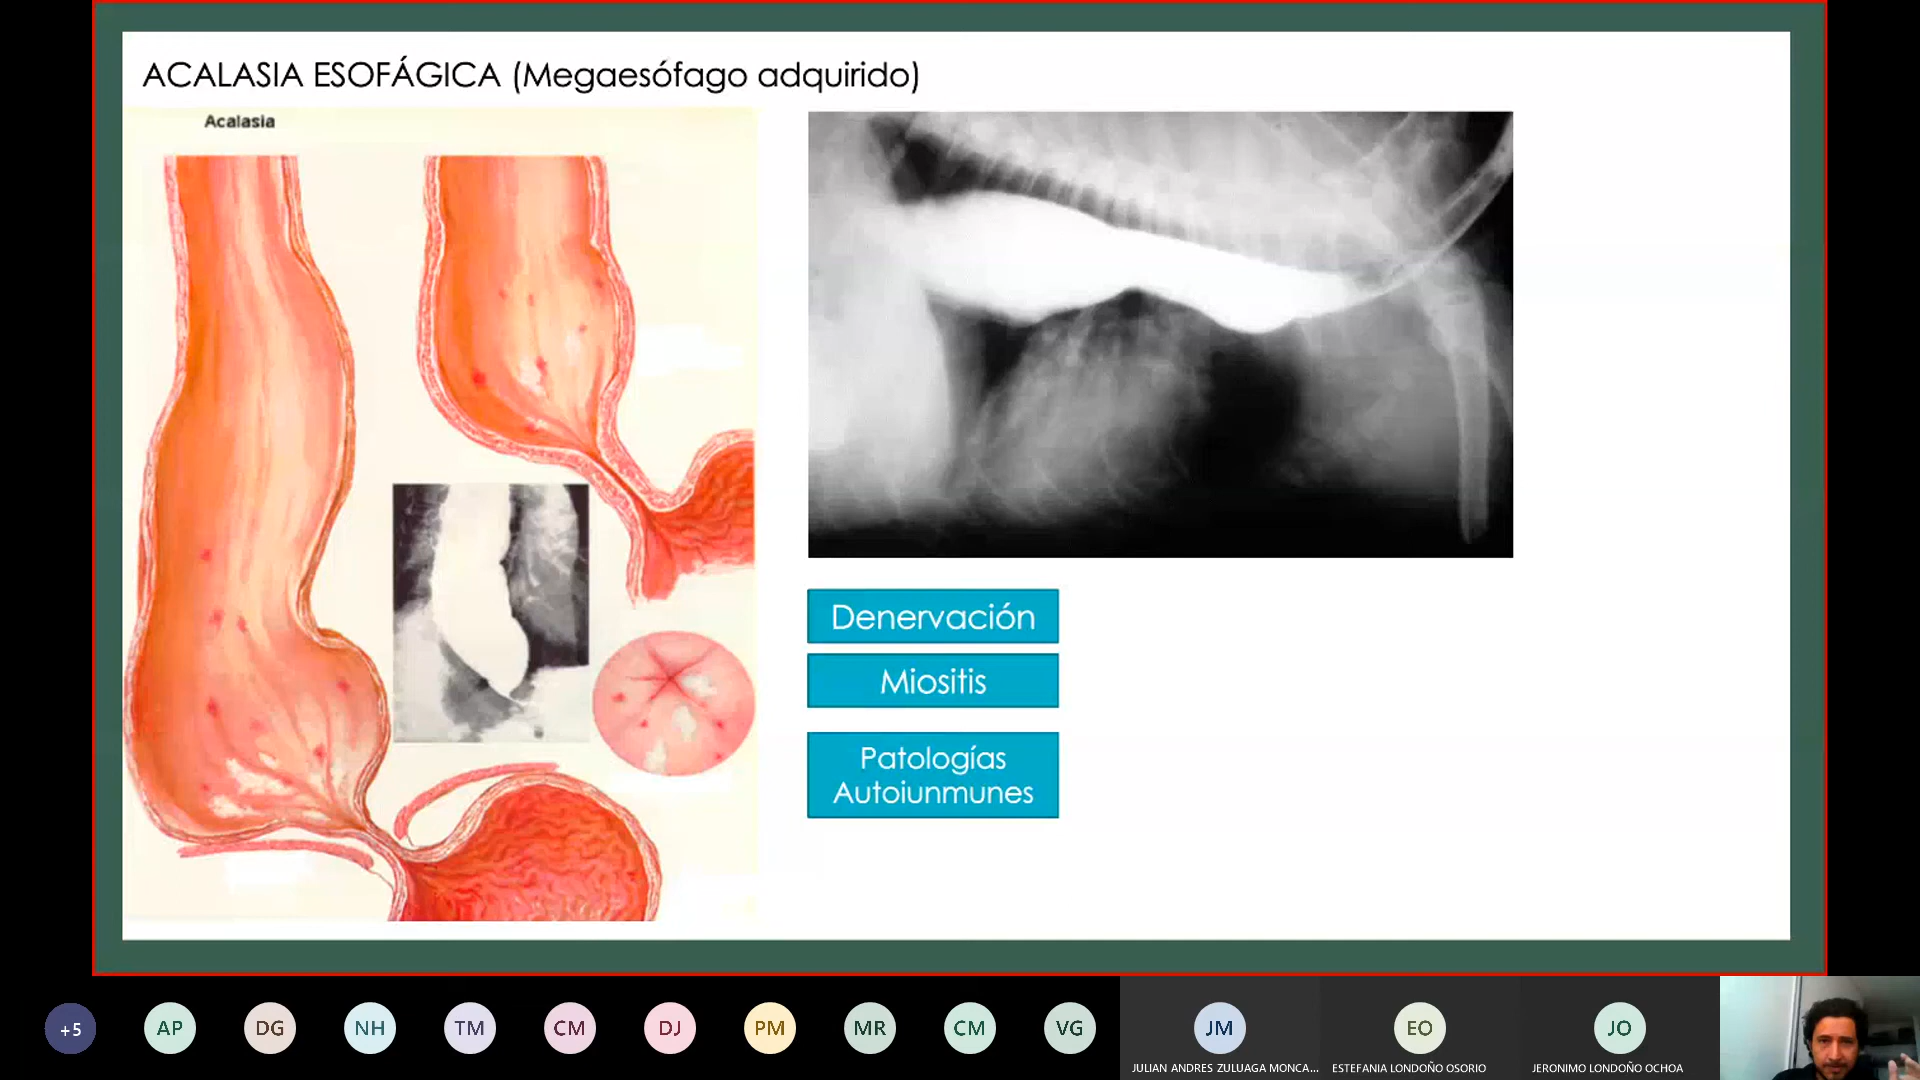 ACALASIA ESOFÁGICA (Megaesófago adquirido)
Acalasia
Denervación
Miositis
Patologías
Autoiunmunes
+5
AP
DG
NH
TM
CM
DJ
PM
MR
CM
VG
JM
EO
JO
JULIAN ANDRES ZULUAGA MONCA...
ESTEFANIA LONDOÑO OSORIO
JERONIMO LONDOÑO OCHOA